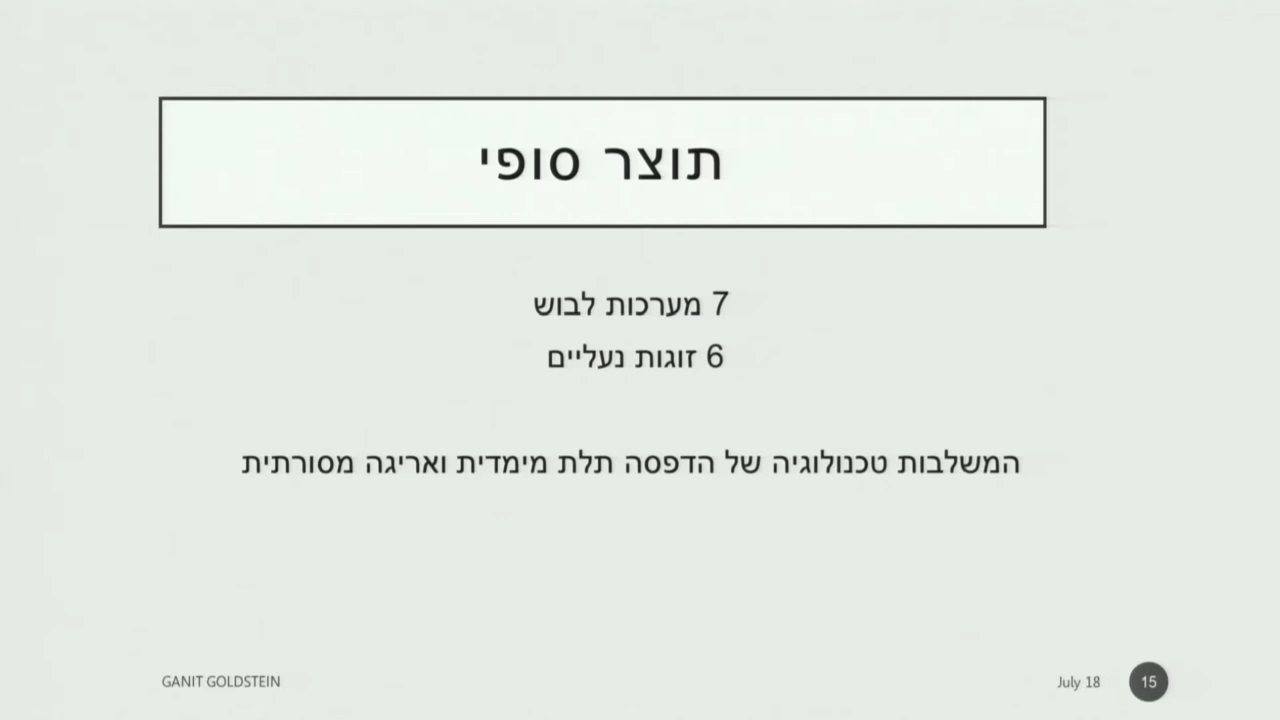 תוצר סופי
7 מערכות לבוש
6 זוגות נעליים
המשלבות טכנולוגיה של הדפסה תלת מימדית ואריגה מסורתית
GANIT GOLDSTEIN
July 18
15